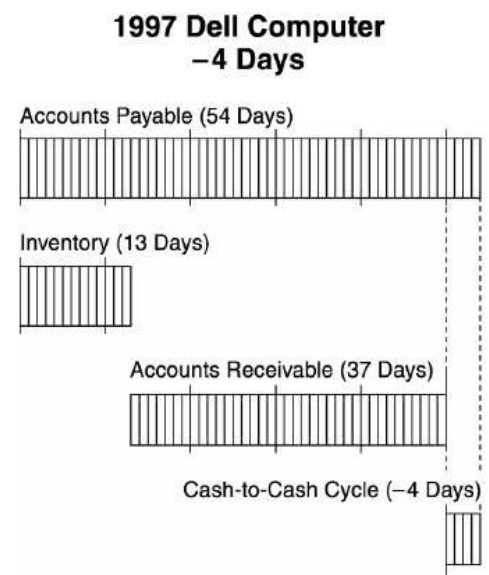 1997 Dell Computer
–4 Days
Accounts Payable (54 Days)
Inventory (13 Days)
Accounts Receivable (37 Days)
Cash-to-Cash Cycle (–4 Days)